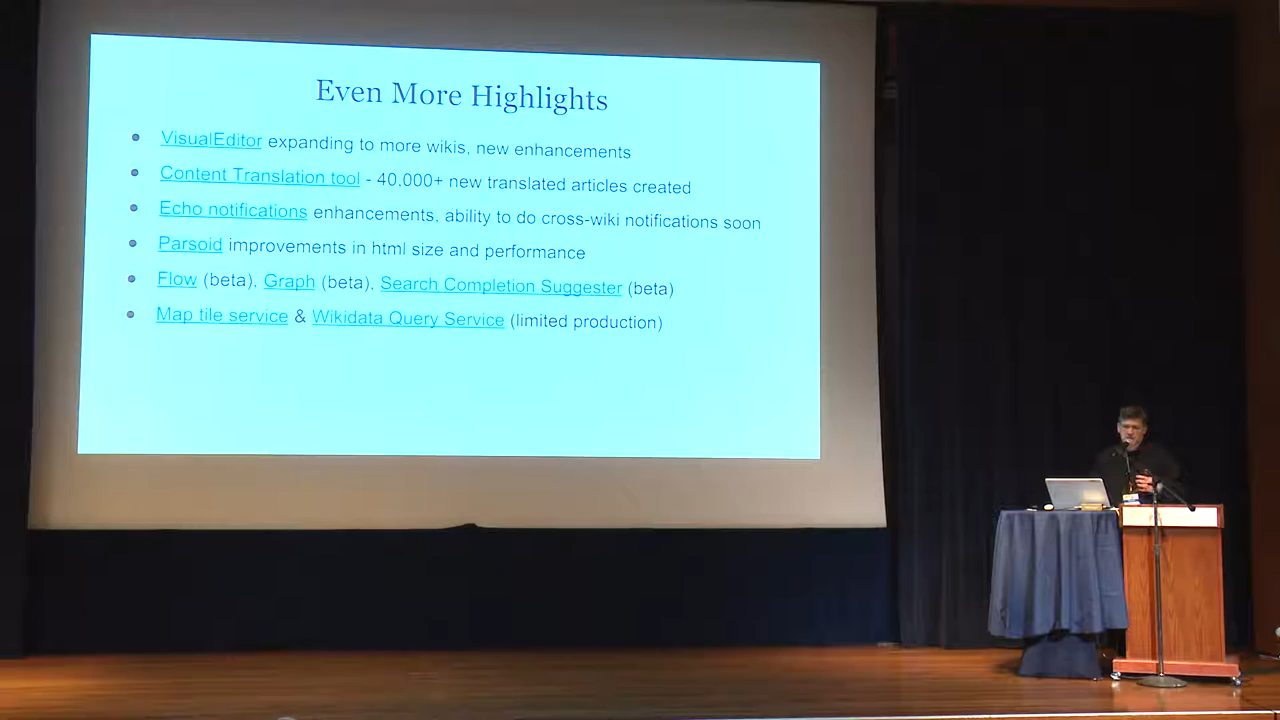 Even More Highlights
VisualEditor expanding to more wikis, new enhancements
Content Translation tool - 40,000+ new translated articles created
Echo notifications enhancements, ability to do cross-wiki notifications soon
Parsoid improvements in html size and performance
Flow (beta), Graph (beta), Search Completion Suggester (beta)
Map tile service & Wikidata Query Service (limited production)